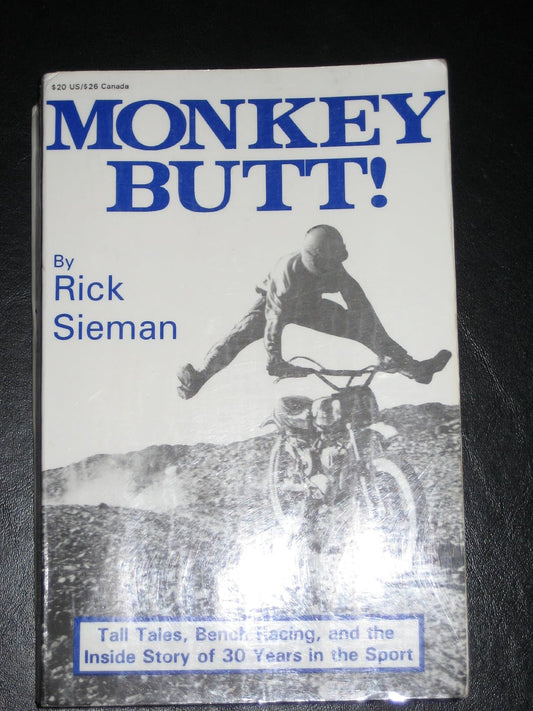 $20 US/$26 Canada
MONKEY
BUTT!
By
Rick
Sieman
Tall Tales, Bench Racing, and the
Inside Story of 30 Years in the Sport